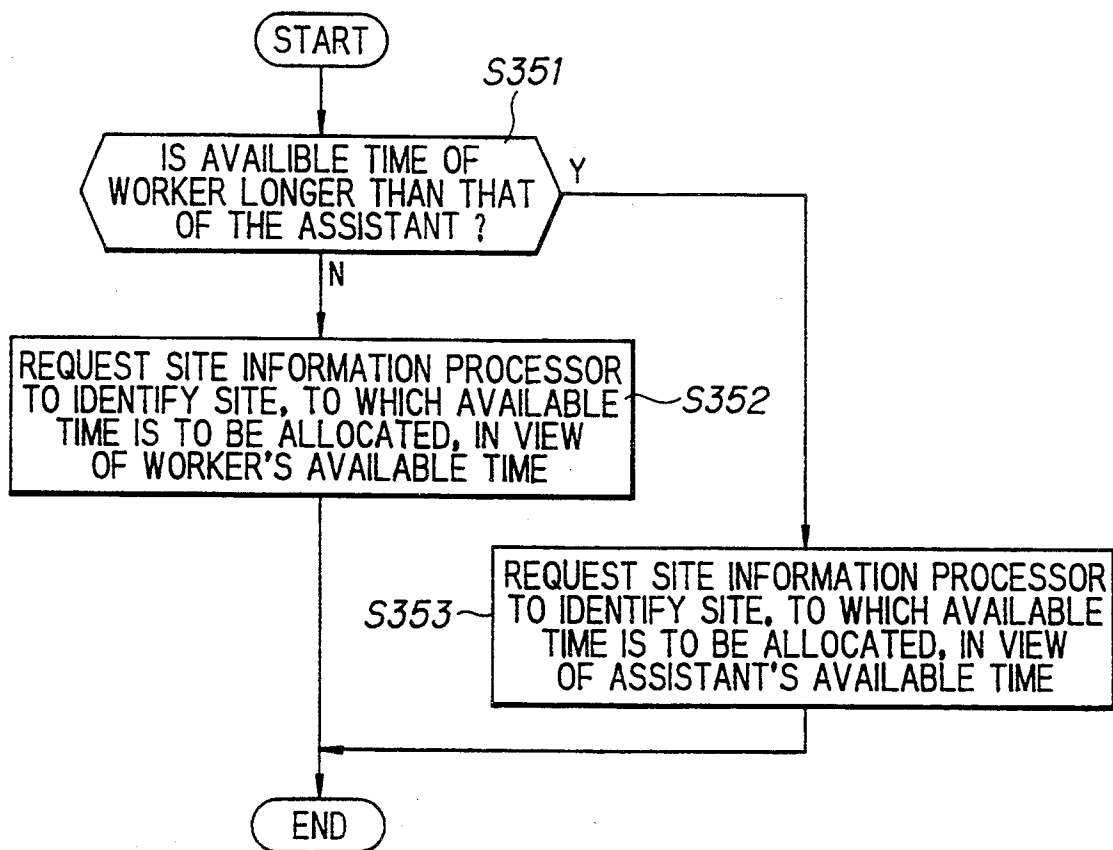 START
S351
IS AVAILIBLE TIME OF
WORKER LONGER THAN THAT
OF THE ASSISTANT ?
Y
N
REQUEST SITE INFORMATION PROCESSOR
TO IDENTIFY SITE, TO WHICH AVAILABLE
TIME IS TO BE ALLOCATED, IN VIEW
OF WORKER'S AVAILABLE TIME
S352
REQUEST SITE INFORMATION PROCESSOR
TO IDENTIFY SITE, TO WHICH AVAILABLE
TIME IS TO BE ALLOCATED, IN VIEW
OF ASSISTANT'S AVAILABLE TIME
S353
END